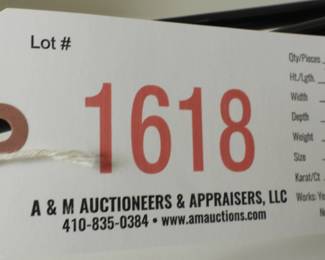 Lot #
1618
A & M AUCTIONEERS & APPRAISERS, LLC
410-835-0384 • www.amauctions.com
Qty/Pieces
Ht./Lgth.
Width
Depth
Weight
Size
Karat/Ct
Works: Ye